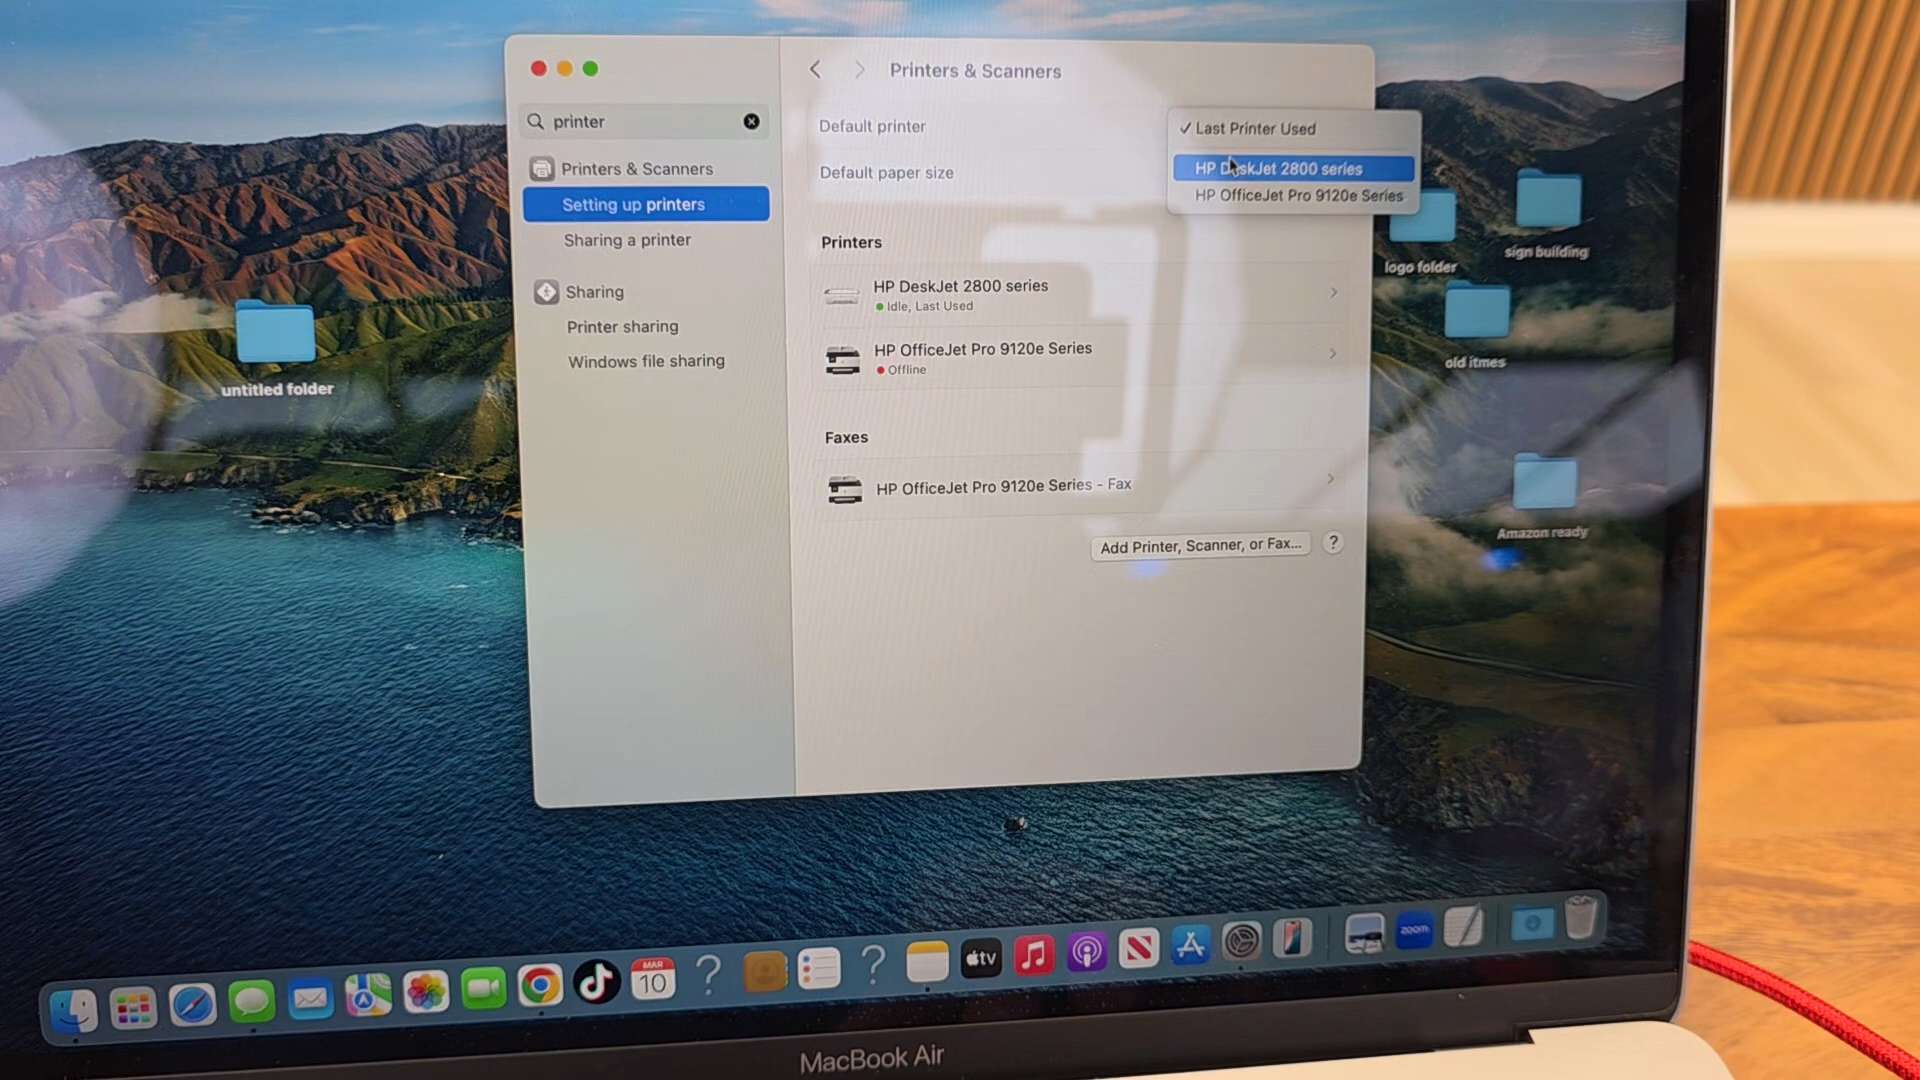 Printers & Scanners
printer
Printers & Scanners
Setting up printers
Sharing a printer
Sharing
Printer sharing
Windows file sharing
Default printer
✓ Last Printer Used
HP DeskJet 2800 series
HP OfficeJet Pro 9120e Series
Default paper size
Printers
HP DeskJet 2800 series
Idle, Last Used
HP OfficeJet Pro 9120e Series
Offline
Faxes
HP OfficeJet Pro 9120e Series - Fax
Add Printer, Scanner, or Fax...
?
untitled folder
logo folder
sign building
old itmes
Amazon ready
MAR
10
?
?
tv
zoom
MacBook Air